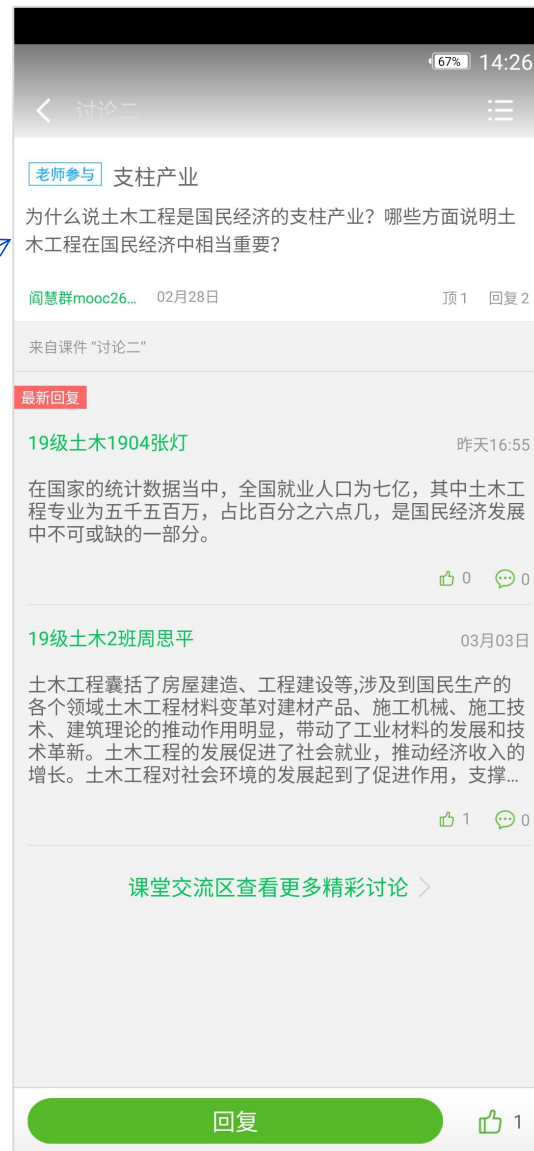 67% 14:26
讨论二
老师参与 支柱产业
为什么说土木工程是国民经济的支柱产业？哪些方面说明土
木工程在国民经济中相当重要？
阎慧群mooc26... 02月28日 顶1 回复2
来自课件 “讨论二”
最新回复
19级土木1904张灯 昨天16:55
在国家的统计数据当中，全国就业人口为七亿，其中土木工
程专业为五千五百万，占比百分之六点几，是国民经济发展
中不可或缺的一部分。
0 0
19级土木2班周思平 03月03日
土木工程囊括了房屋建造、工程建设等,涉及到国民生产的
各个领域土木工程材料变革对建材产品、施工机械、施工技
术、建筑理论的推动作用明显，带动了工业材料的发展和技
术革新。土木工程的发展促进了社会就业，推动经济收入的
增长。土木工程对社会环境的发展起到了促进作用，支撑...
1 0
课堂交流区查看更多精彩讨论
回复 1